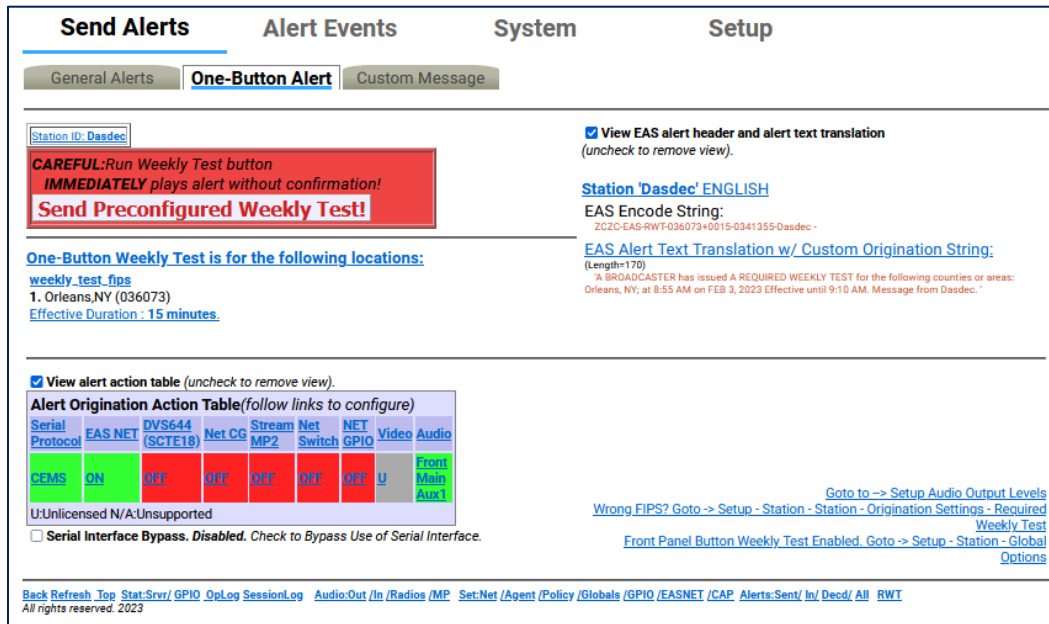 Send Alerts Alert Events System Setup
General Alerts One-Button Alert Custom Message
Station ID: Dasdec
CAREFUL:Run Weekly Test button
IMMEDIATELY plays alert without confirmation!
Send Preconfigured Weekly Test!
One-Button Weekly Test is for the following locations:
weekly_test_fips
1. Orleans,NY (036073)
Effective Duration : 15 minutes.
View EAS alert header and alert text translation
(uncheck to remove view).
Station 'Dasdec' ENGLISH
EAS Encode String:
ZCZC-EAS-RWT-036073+0015-0341355-Dasdec -
EAS Alert Text Translation w/ Custom Origination String:
(Length=170)
'A BROADCASTER has issued A REQUIRED WEEKLY TEST for the following counties or areas:
Orleans, NY; at 8:55 AM on FEB 3, 2023 Effective until 9:10 AM. Message from Dasdec. '
View alert action table (uncheck to remove view).
Alert Origination Action Table(follow links to configure)
Serial Protocol EAS NET DVS644 (SCTE18) Net CG Stream MP2 Net Switch NET GPIO Video Audio
CEMS ON OFF OFF OFF OFF OFF U Front Main Aux1
U:Unlicensed N/A:Unsupported
Serial Interface Bypass. Disabled. Check to Bypass Use of Serial Interface.
Goto to --> Setup Audio Output Levels
Wrong FIPS? Goto -> Setup - Station - Station - Origination Settings - Required
Weekly Test
Front Panel Button Weekly Test Enabled. Goto -> Setup - Station - Global
Options
Back Refresh Top Stat:Srvr/ GPIO OpLog SessionLog Audio:Out /In /Radios /MP Set:Net /Agent /Policy /Globals /GPIO /EASNET /CAP Alerts:Sent/ In/ Decd/ All RWT
All rights reserved. 2023